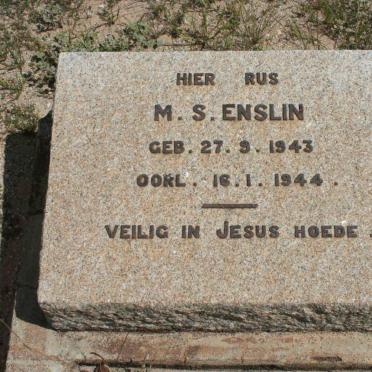 HIER RUS
M. S. ENSLIN
GEB. 27. 9. 1943
OORL. 16. 1. 1944.
VEILIG IN JESUS HOEDE.